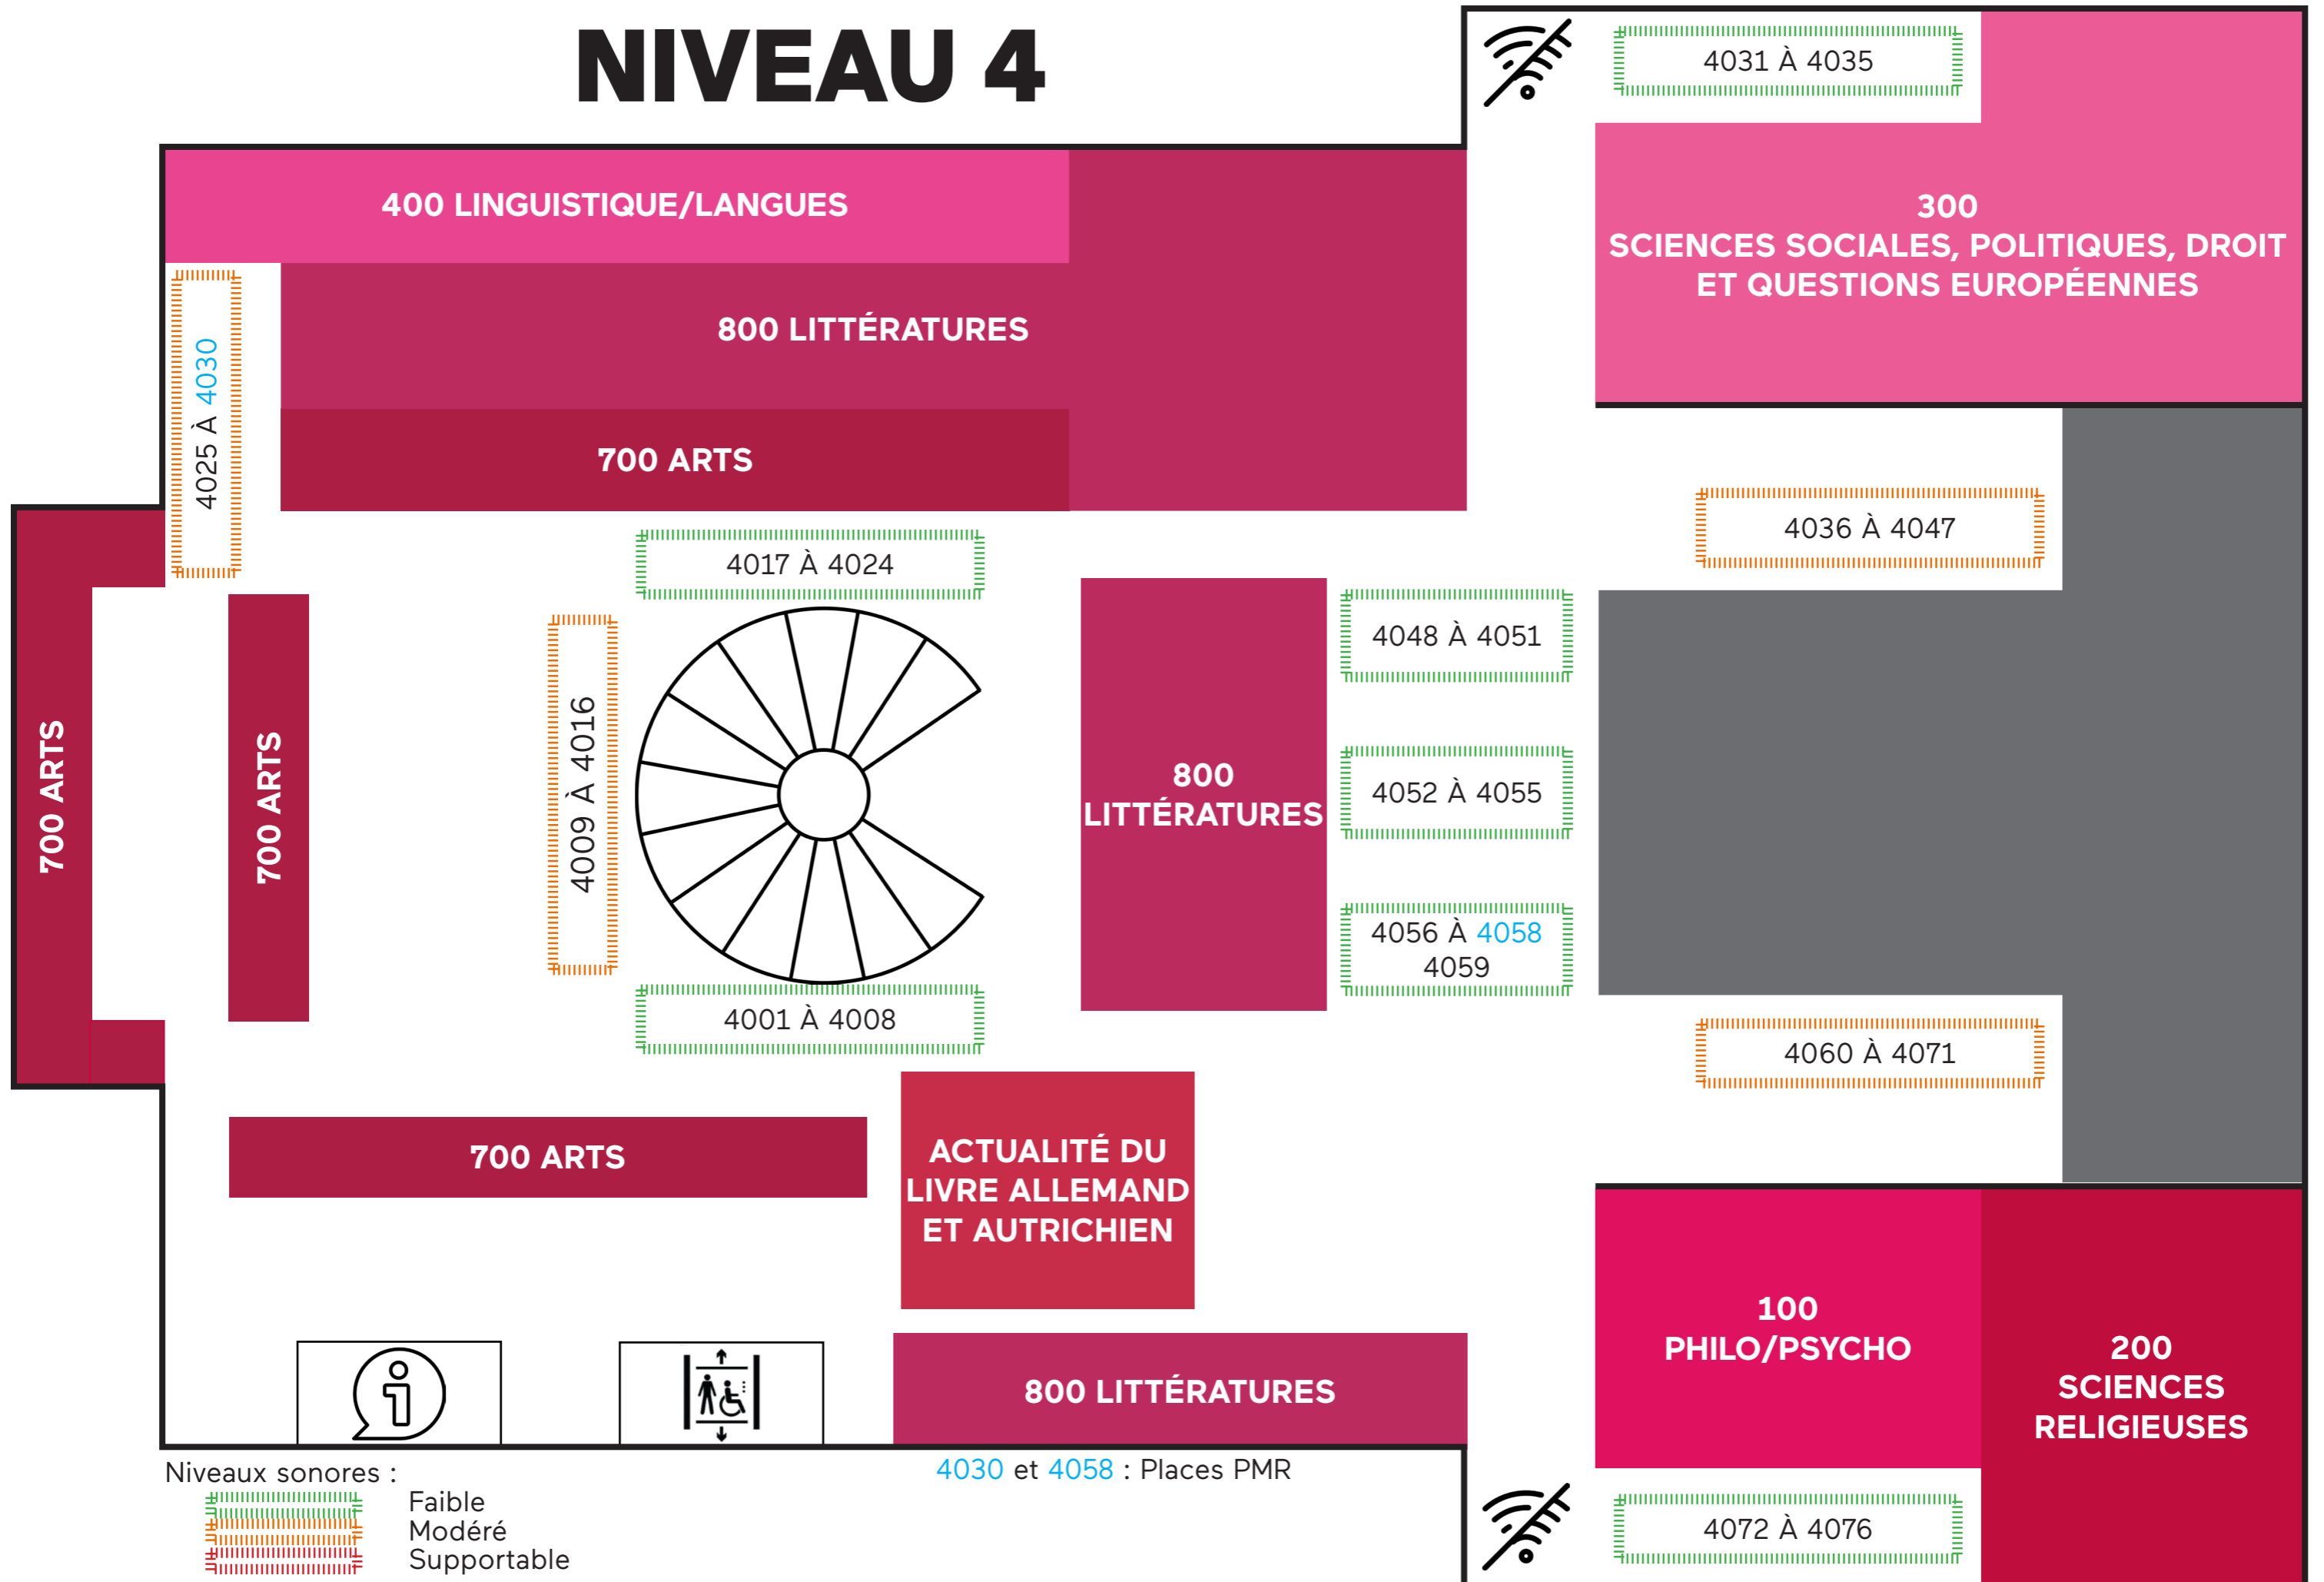 NIVEAU 4
4031 À 4035
400 LINGUISTIQUE/LANGUES
300
SCIENCES SOCIALES, POLITIQUES, DROIT
ET QUESTIONS EUROPÉENNES
800 LITTÉRATURES
4025 À 4030
700 ARTS
4036 À 4047
4017 À 4024
4048 À 4051
700 ARTS
700 ARTS
4009 À 4016
800
LITTÉRATURES
4052 À 4055
4056 À 4058
4059
4001 À 4008
4060 À 4071
700 ARTS
ACTUALITÉ DU
LIVRE ALLEMAND
ET AUTRICHIEN
100
PHILO/PSYCHO
200
SCIENCES
RELIGIEUSES
800 LITTÉRATURES
4030 et 4058 : Places PMR
4072 À 4076
Niveaux sonores :
Faible
Modéré
Supportable